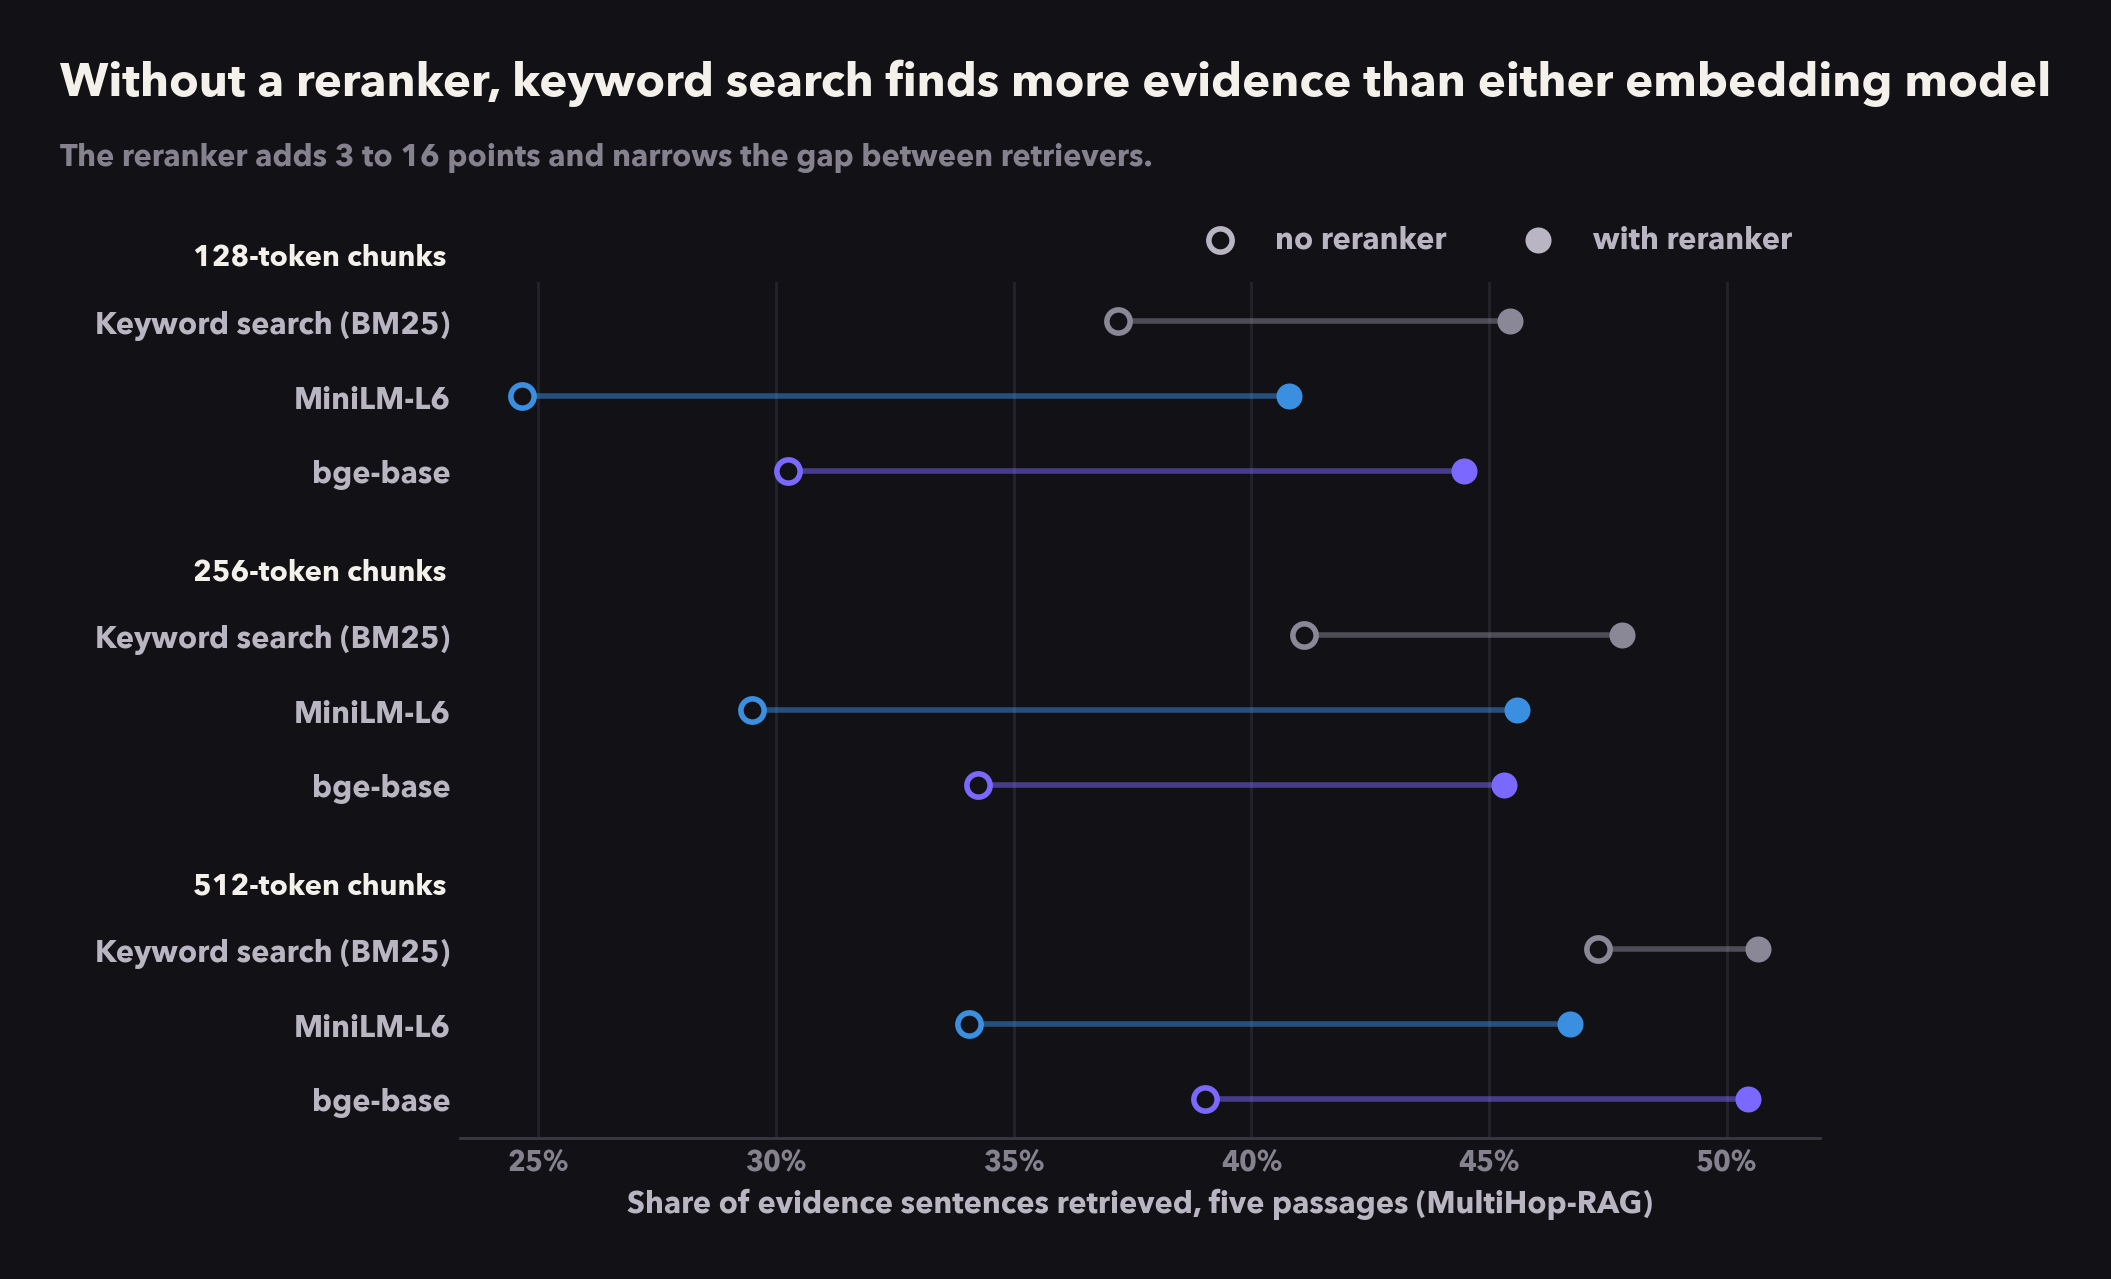 Without a reranker, keyword search finds more evidence than either embedding model
The reranker adds 3 to 16 points and narrows the gap between retrievers.
no reranker
with reranker
128-token chunks
Keyword search (BM25)
MiniLM-L6
bge-base
256-token chunks
Keyword search (BM25)
MiniLM-L6
bge-base
512-token chunks
Keyword search (BM25)
MiniLM-L6
bge-base
25% 30% 35% 40% 45% 50%
Share of evidence sentences retrieved, five passages (MultiHop-RAG)